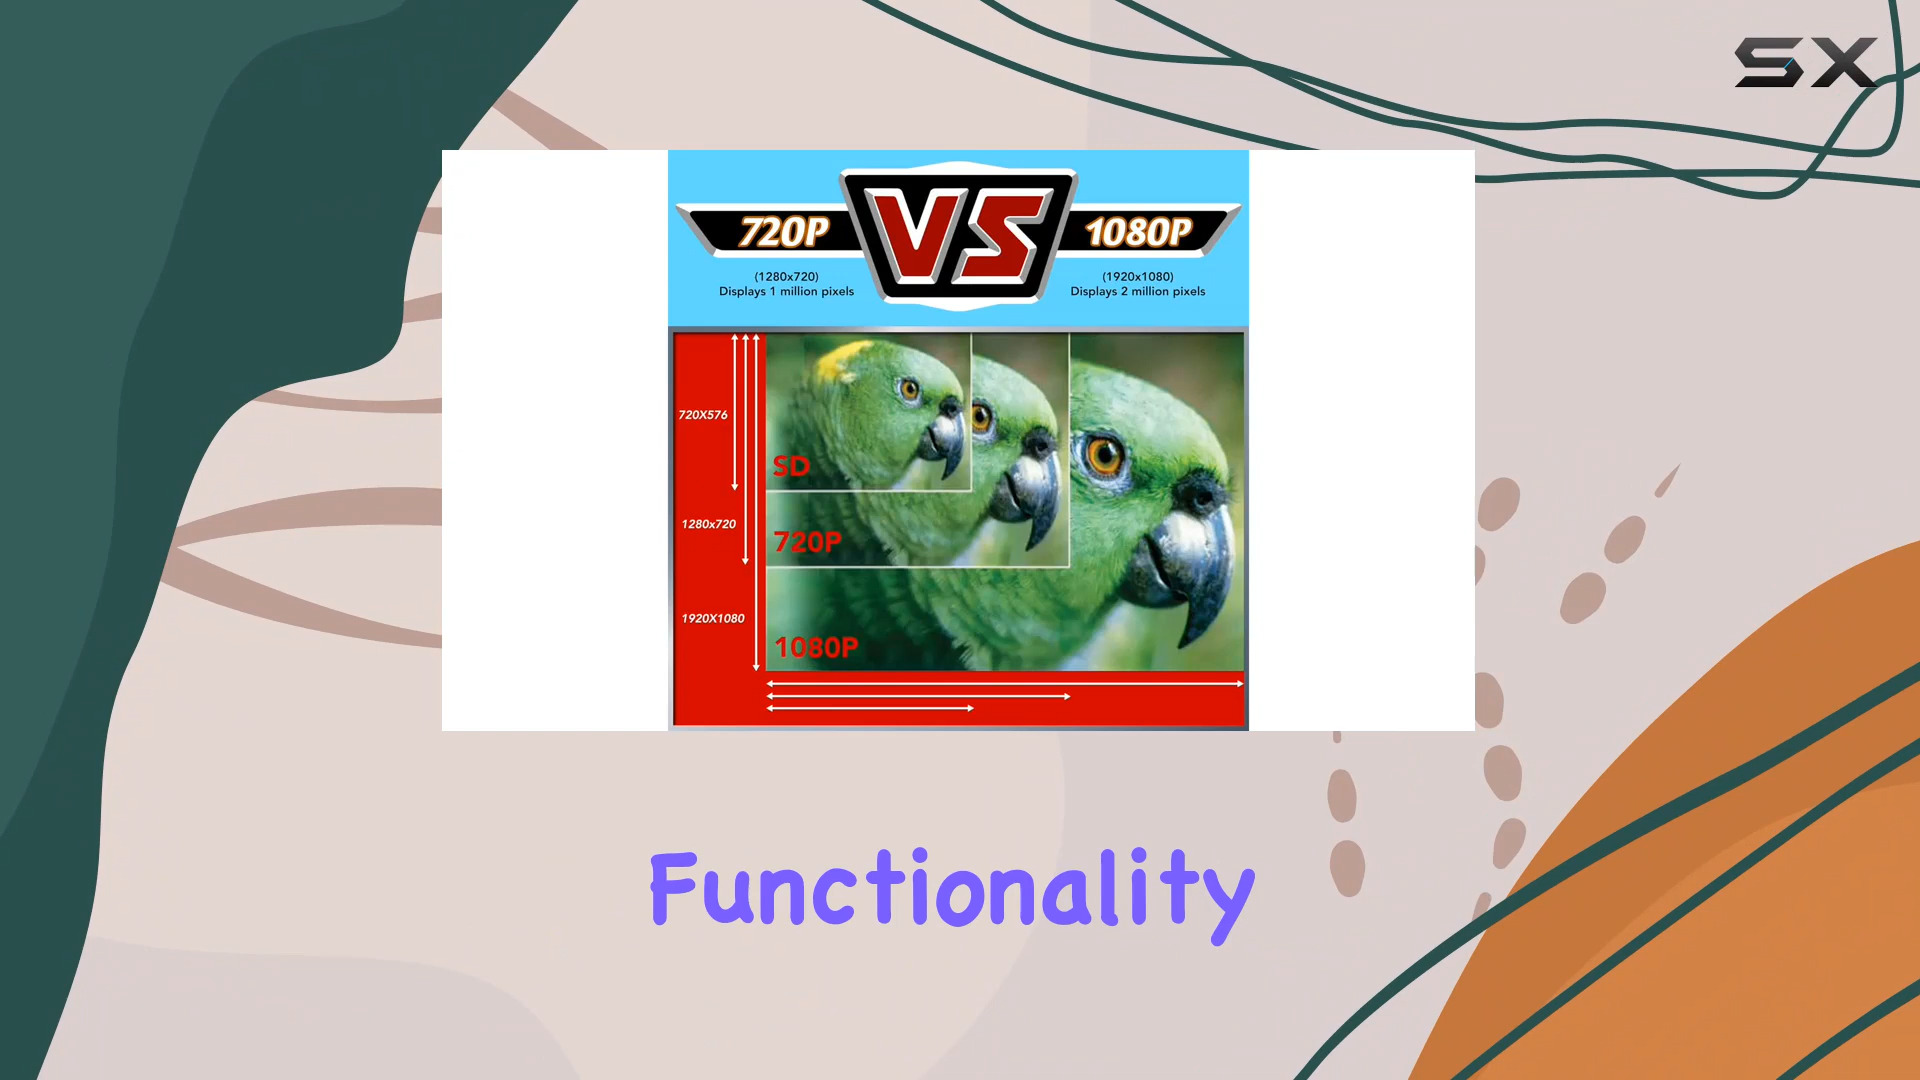 SX
720P VS 1080P
(1280x720)
Displays 1 million pixels
(1920x1080)
Displays 2 million pixels
720X576
SD
1280x720
720P
1920X1080
1080P
Functionality